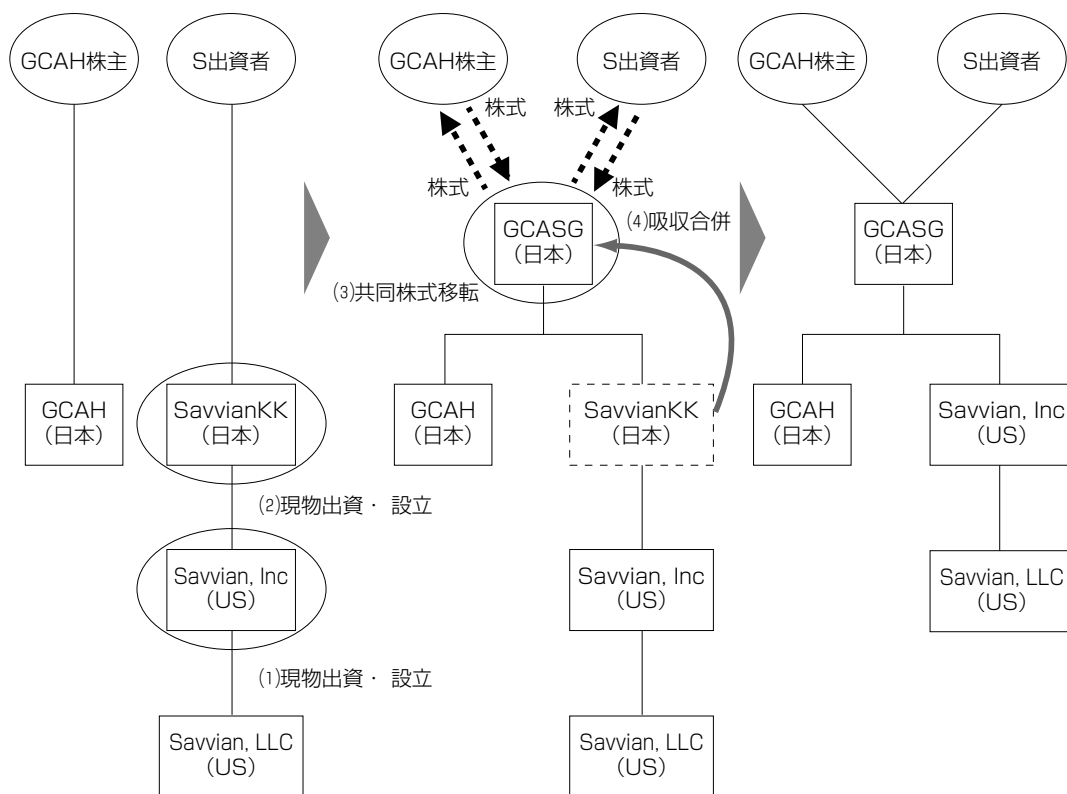 GCAH株主
S出資者
GCAH
(日本)
SavvianKK
(日本)
⑵現物出資・ 設立
Savvian, Inc
(US)
⑴現物出資・ 設立
Savvian, LLC
(US)
GCAH株主
S出資者
株式
株式
株式
株式
GCASG
(日本)
⑷吸収合併
⑶共同株式移転
GCAH
(日本)
SavvianKK
(日本)
Savvian, Inc
(US)
Savvian, LLC
(US)
GCAH株主
S出資者
GCASG
(日本)
GCAH
(日本)
Savvian, Inc
(US)
Savvian, LLC
(US)